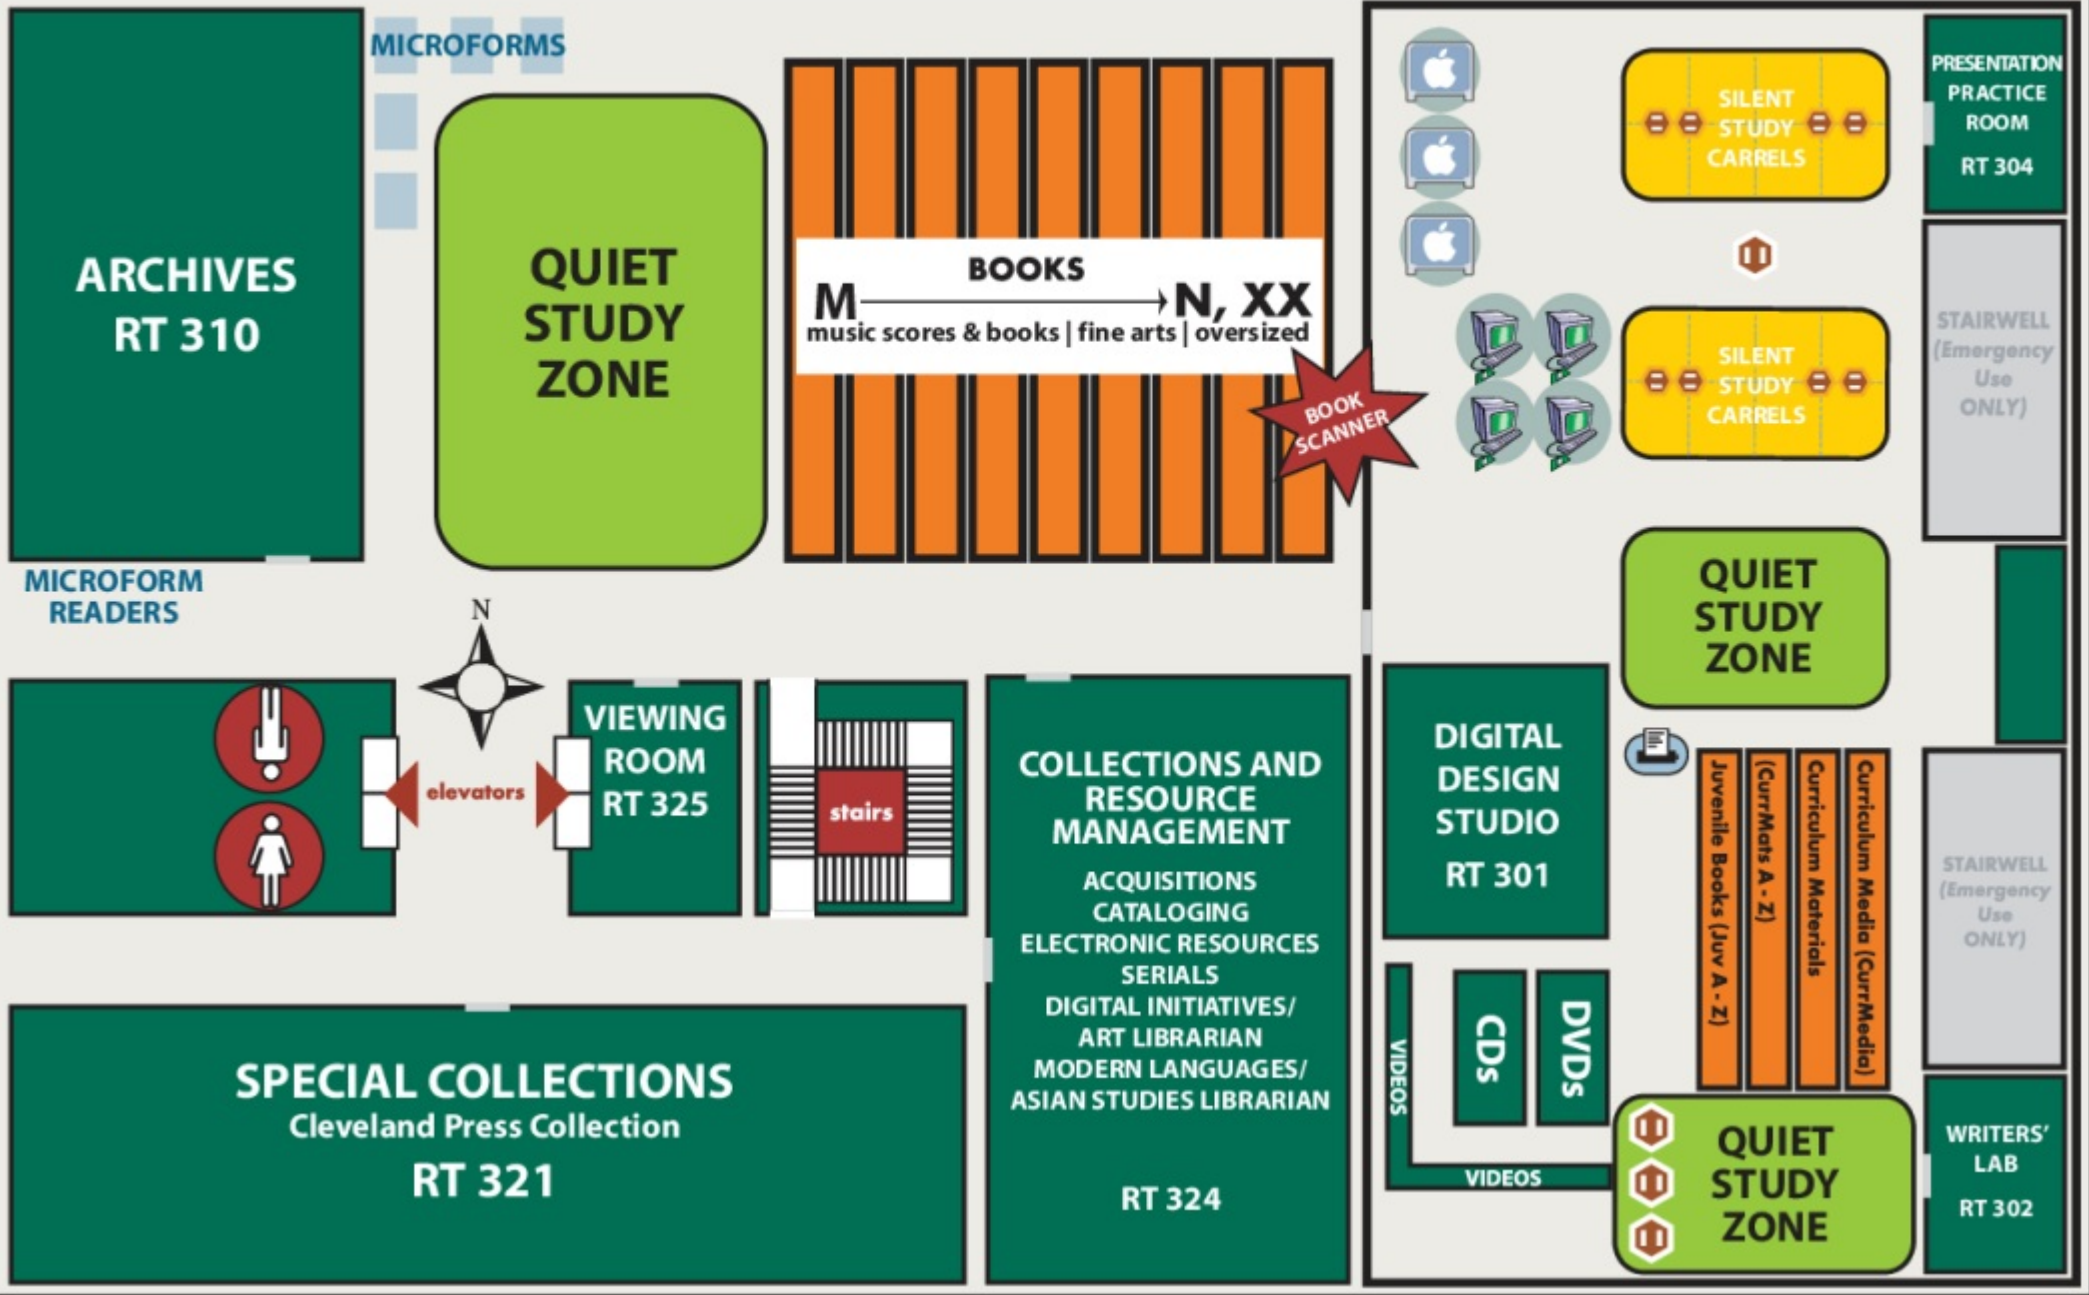 MICROFORMS
ARCHIVES
RT 310
QUIET
STUDY
ZONE
BOOKS
M N, XX
music scores & books | fine arts | oversized
BOOK
SCANNER
SILENT
STUDY
CARRELS
PRESENTATION
PRACTICE
ROOM
RT 304
SILENT
STUDY
CARRELS
STAIRWELL
(Emergency
Use
ONLY)
MICROFORM
READERS
N
QUIET
STUDY
ZONE
elevators
VIEWING
ROOM
RT 325
stairs
COLLECTIONS AND
RESOURCE
MANAGEMENT
ACQUISITIONS
CATALOGING
ELECTRONIC RESOURCES
SERIALS
DIGITAL INITIATIVES/
ART LIBRARIAN
MODERN LANGUAGES/
ASIAN STUDIES LIBRARIAN
RT 324
DIGITAL
DESIGN
STUDIO
RT 301
Juvenile Books (Juv A - Z)
(CurrMats A - Z)
Curriculum Materials
Curriculum Media (CurrMedia)
STAIRWELL
(Emergency
Use
ONLY)
SPECIAL COLLECTIONS
Cleveland Press Collection
RT 321
VIDEOS
CDs
DVDs
VIDEOS
QUIET
STUDY
ZONE
WRITERS'
LAB
RT 302